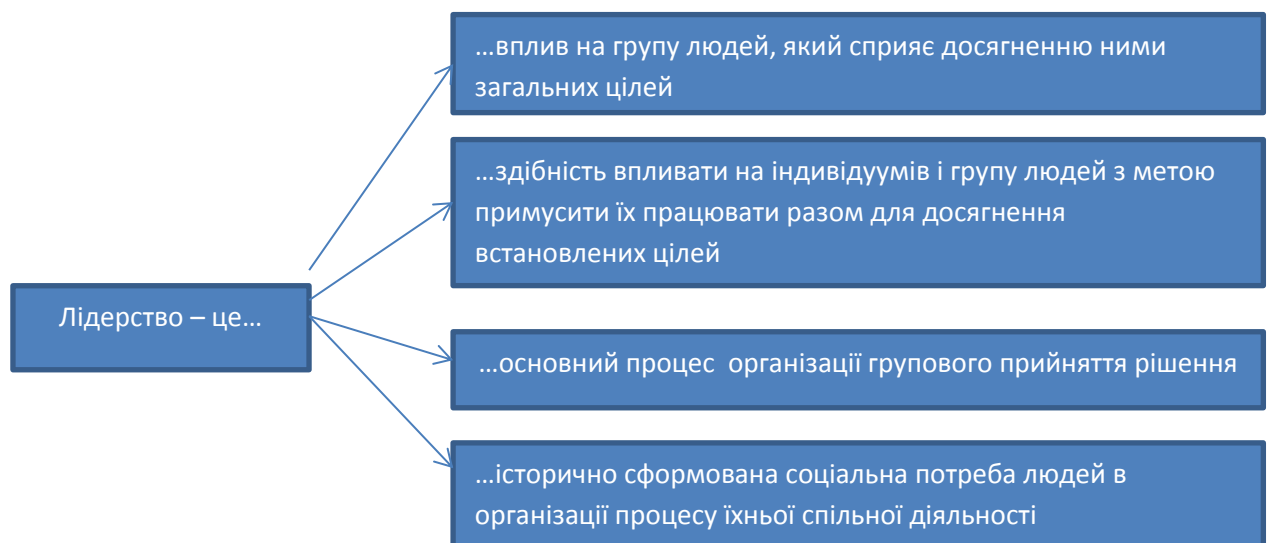 …вплив на групу людей, який сприяє досягненню ними
загальних цілей
…здібність впливати на індивідуумів і групу людей з метою
примусити їх працювати разом для досягнення
встановлених цілей
Лідерство – це…
…основний процес  організації групового прийняття рішення
…історично сформована соціальна потреба людей в
організації процесу їхньої спільної діяльності